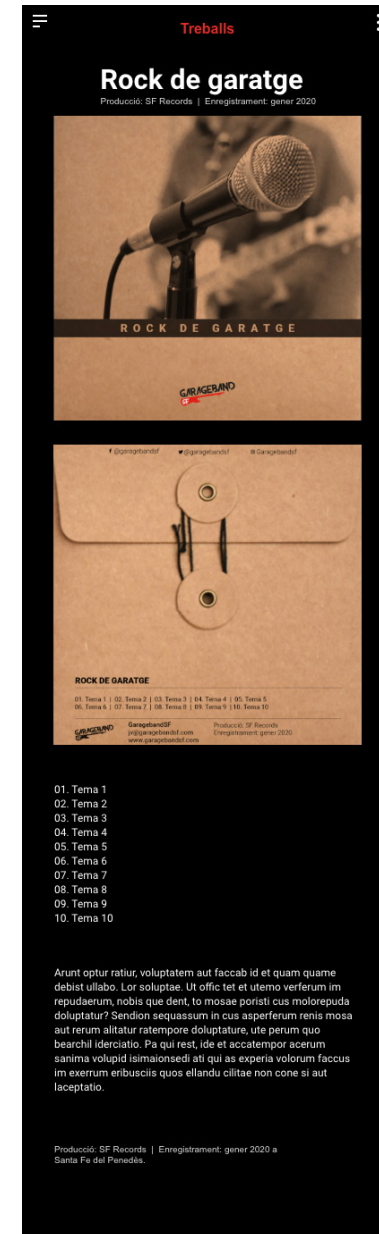 Treballs
Rock de garatge
Producció: SF Records | Enregistrament: gener 2020
ROCK DE GARATGE
GARAGEBAND
SF
@garagebandsf @garagebandsf Garagebandsf
ROCK DE GARATGE
01. Tema 1 | 02. Tema 2 | 03. Tema 3 | 04. Tema 4 | 05. Tema 5
06. Tema 6 | 07. Tema 7 | 08. Tema 8 | 09. Tema 9 | 10. Tema 10
GARAGEBAND
GaragebandSF
www.garagebandsf.com
Producció: SF Records
Enregistrament: gener 2020
01. Tema 1
02. Tema 2
03. Tema 3
04. Tema 4
05. Tema 5
06. Tema 6
07. Tema 7
08. Tema 8
09. Tema 9
10. Tema 10
Arunt optur ratiur, voluptatem aut faccab id et quam quame
debist ullabo. Lor soluptae. Ut offic tet et utemo verferum im
repudaerum, nobis que dent, to mosae poristi cus molorepuda
doluptatur? Sendion sequassum in cus asperferum renis mosa
aut rerum alitatur ratempore doluptature, ute perum quo
bearchil iderciatio. Pa qui rest, ide et accatempor acerum
sanima volupid isimaionsedi ati qui as experia volorum faccus
im exerrum eribusciis quos ellandu cilitae non cone si aut
laceptatio.
Producció: SF Records | Enregistrament: gener 2020 a
Santa Fe del Penedès.